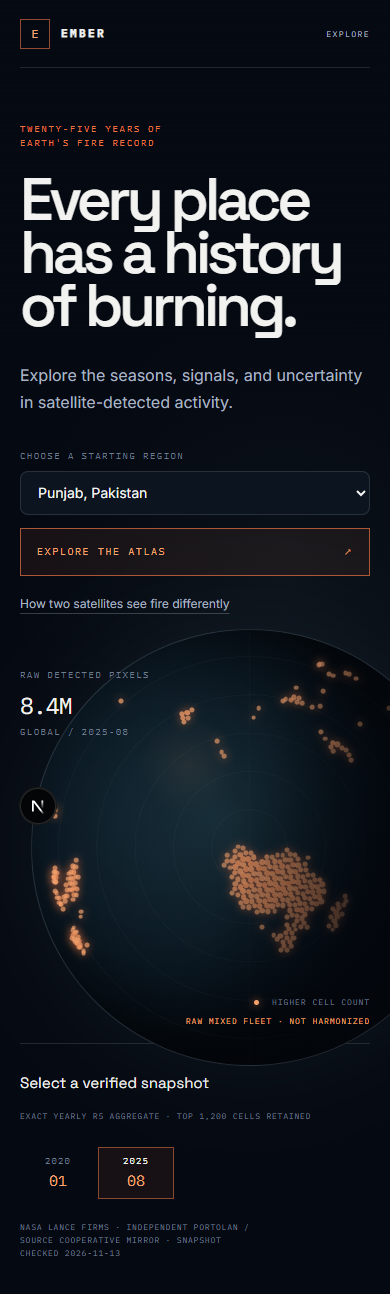 E EMBER EXPLORE
TWENTY-FIVE YEARS OF
EARTH'S FIRE RECORD
Every place
has a history
of burning.
Explore the seasons, signals, and uncertainty
in satellite-detected activity.
CHOOSE A STARTING REGION
Punjab, Pakistan
EXPLORE THE ATLAS ↗
How two satellites see fire differently
RAW DETECTED PIXELS
8.4M
GLOBAL / 2025-08
N
HIGHER CELL COUNT
RAW MIXED FLEET · NOT HARMONIZED
Select a verified snapshot
EXACT YEARLY R5 AGGREGATE · TOP 1,200 CELLS RETAINED
2020 2025
01 08
NASA LANCE FIRMS · INDEPENDENT PORTOLAN /
SOURCE COOPERATIVE MIRROR · SNAPSHOT
CHECKED 2026-11-13